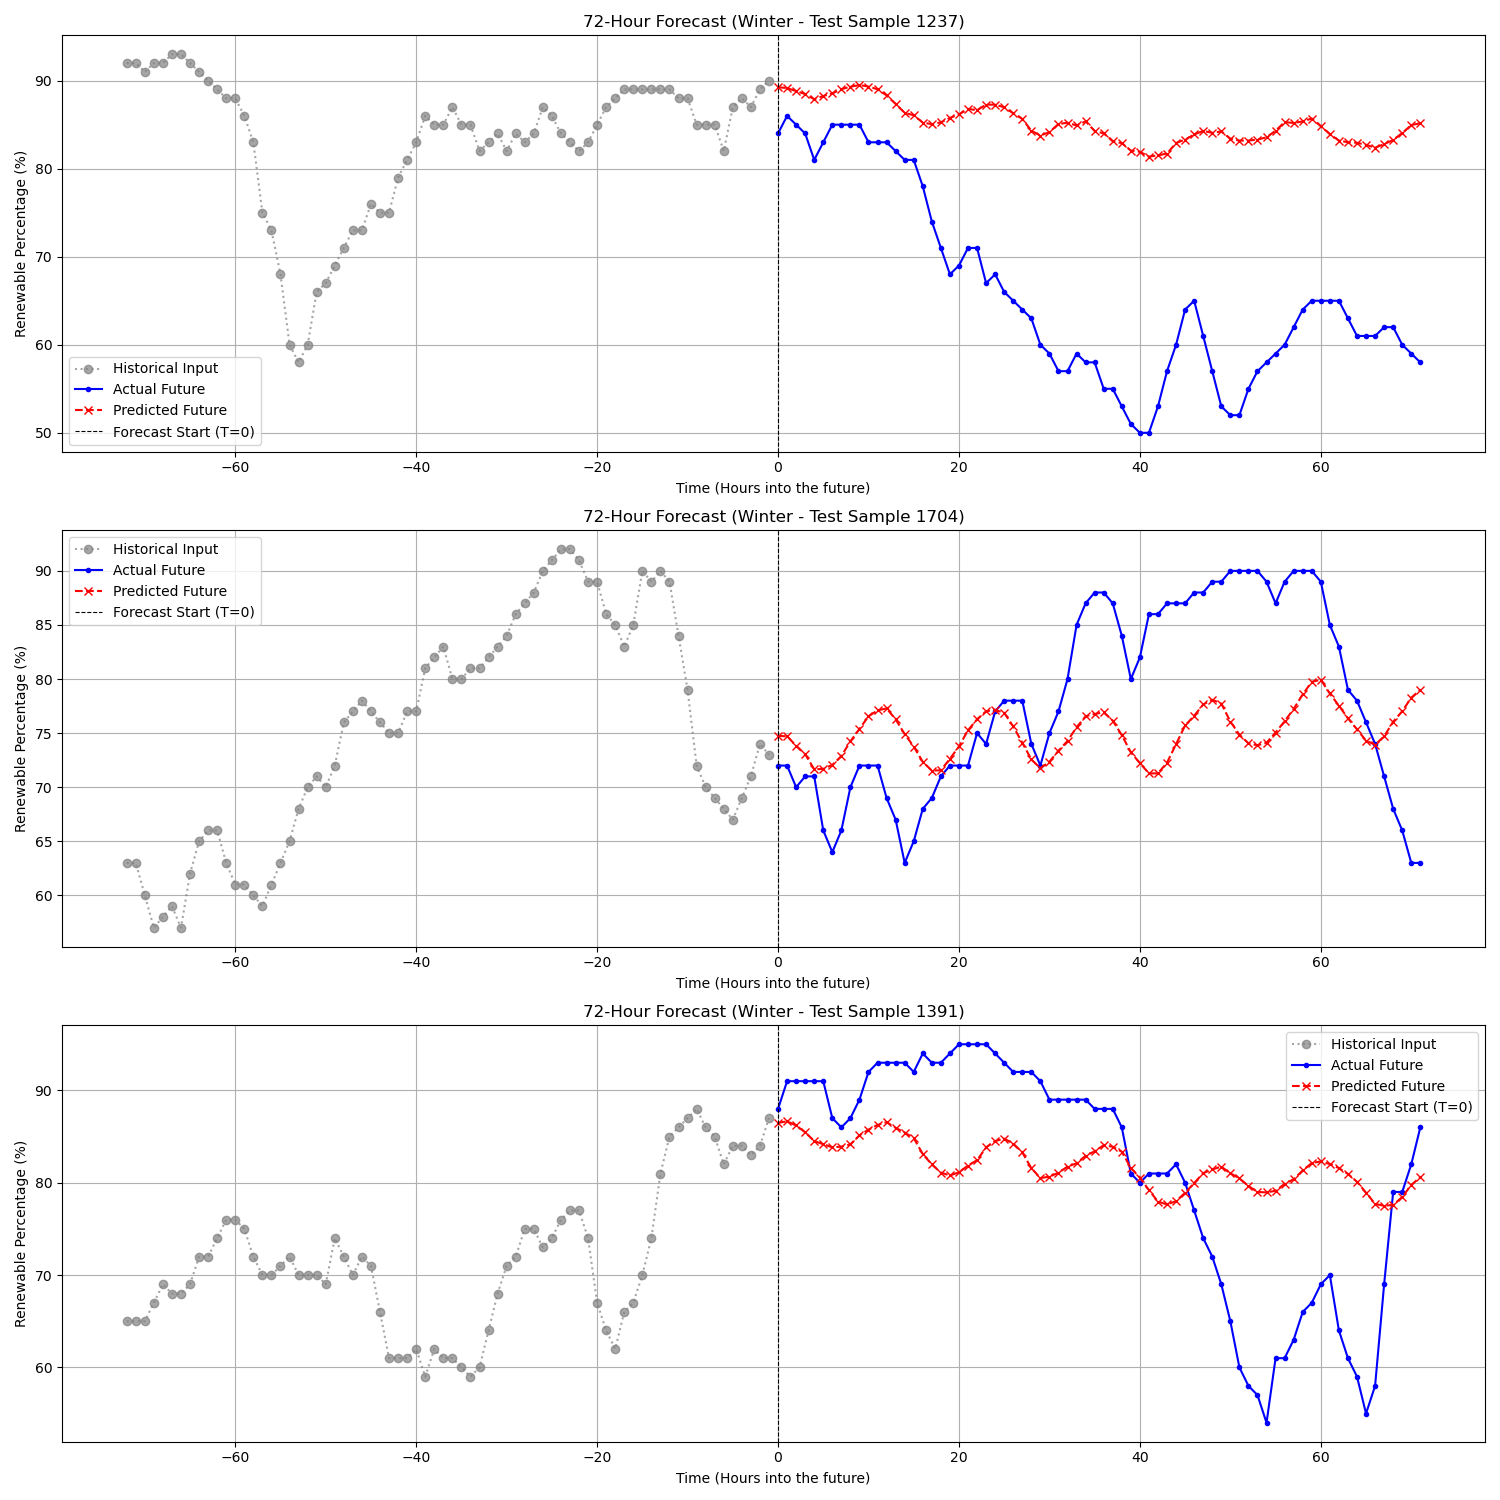 72-Hour Forecast (Winter - Test Sample 1237)
Renewable Percentage (%)
90
80
70
60
50
Historical Input
Actual Future
Predicted Future
Forecast Start (T=0)
−60 −40 −20 0 20 40 60
Time (Hours into the future)
72-Hour Forecast (Winter - Test Sample 1704)
Renewable Percentage (%)
90
85
80
75
70
65
60
Historical Input
Actual Future
Predicted Future
Forecast Start (T=0)
−60 −40 −20 0 20 40 60
Time (Hours into the future)
72-Hour Forecast (Winter - Test Sample 1391)
Renewable Percentage (%)
90
80
70
60
Historical Input
Actual Future
Predicted Future
Forecast Start (T=0)
−60 −40 −20 0 20 40 60
Time (Hours into the future)